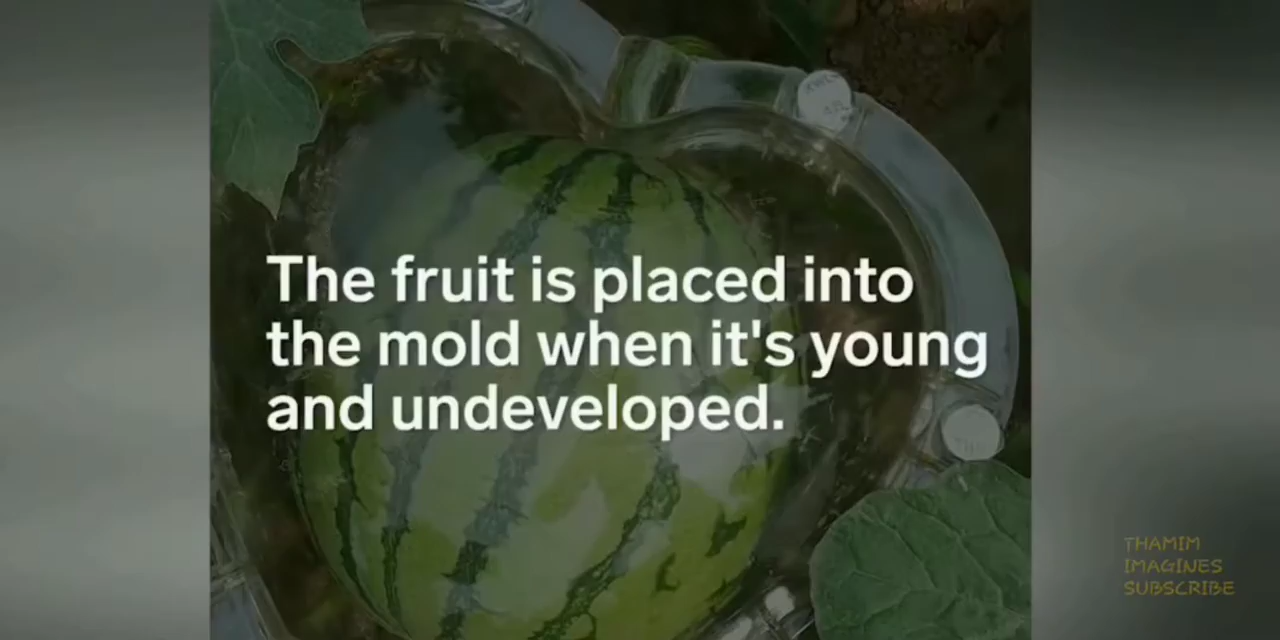 The fruit is placed into
the mold when it's young
and undeveloped.
THAMIM
IMAGINES
SUBSCRIBE